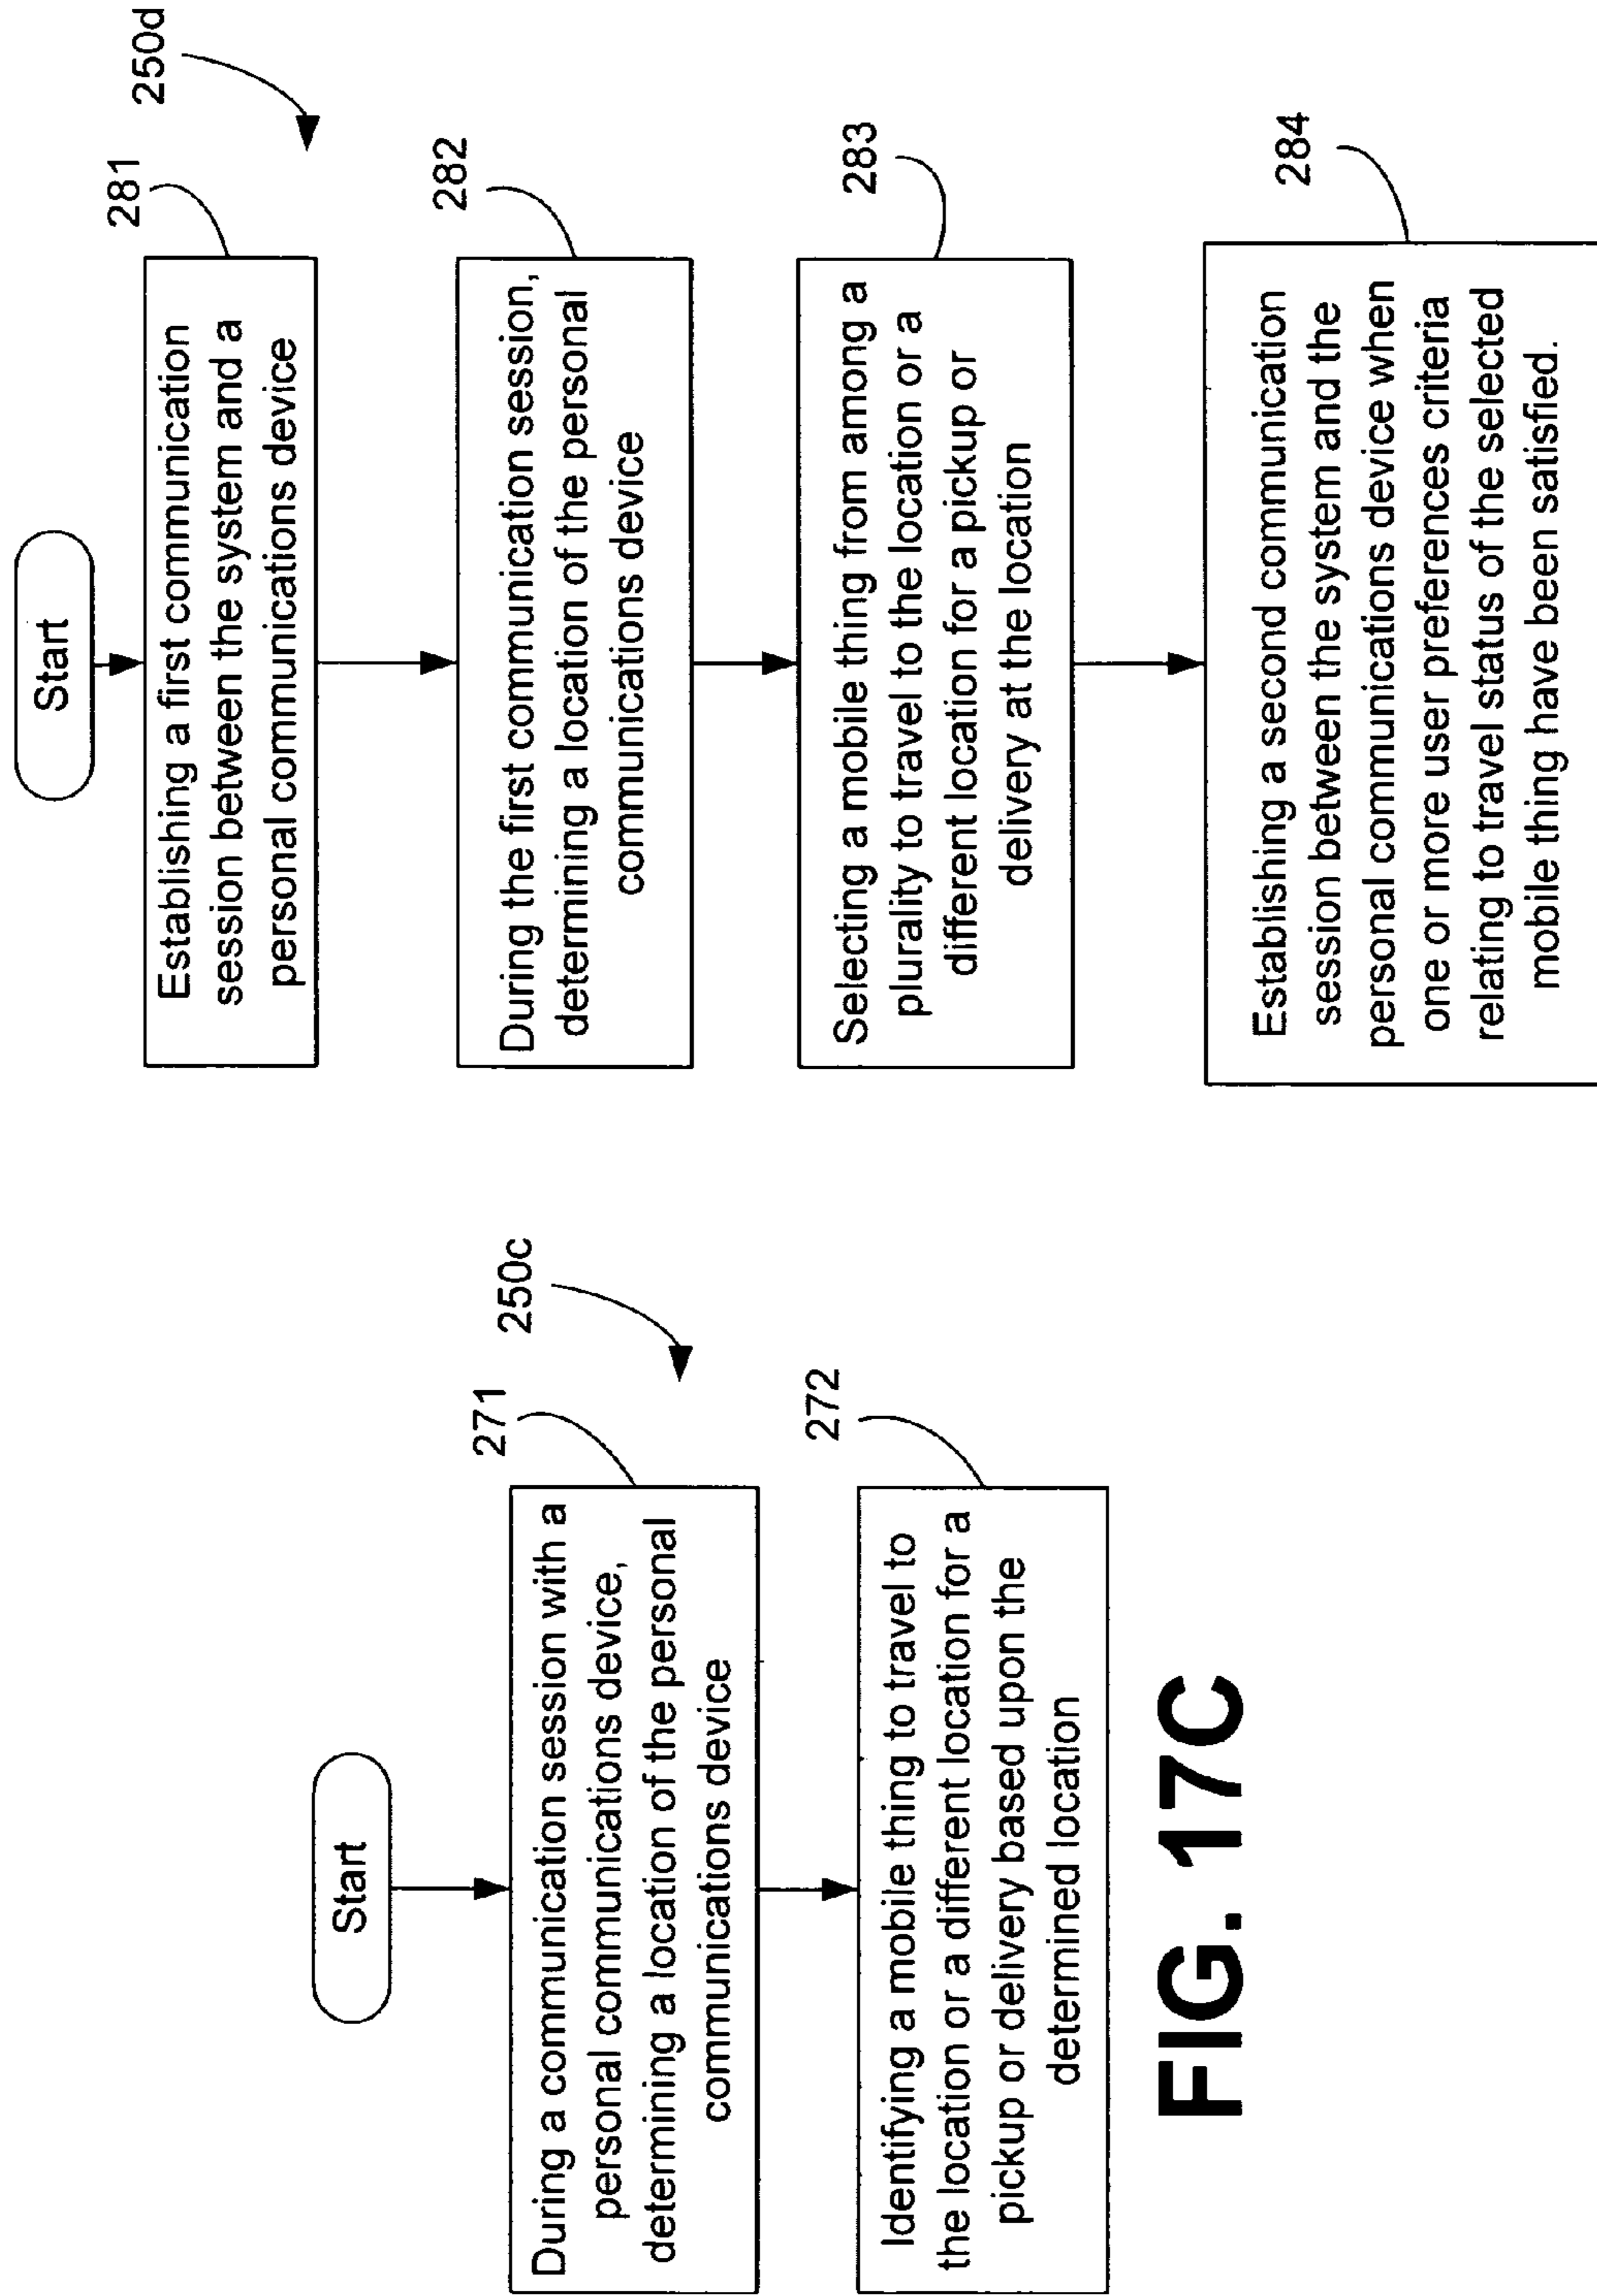 Start
271
During a communication session with a
personal communications device,
determining a location of the personal
communications device
250c
272
Identifying a mobile thing to travel to
the location or a different location for a
pickup or delivery based upon the
determined location
FIG. 17C
Start
281
Establishing a first communication
session between the system and a
personal communications device
250d
282
During the first communication session,
determining a location of the personal
communications device
283
Selecting a mobile thing from among a
plurality to travel to the location or a
different location for a pickup or
delivery at the location
284
Establishing a second communication
session between the system and the
personal communications device when
one or more user preferences criteria
relating to travel status of the selected
mobile thing have been satisfied.